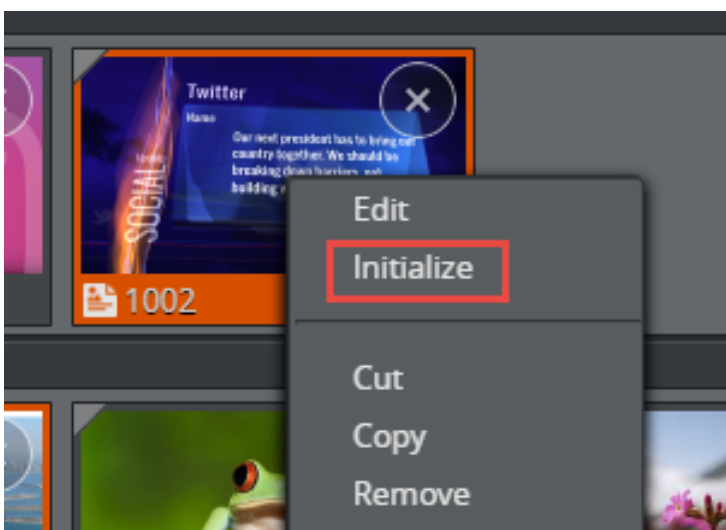 Twitter
Name
Our next president has to bring our
country together. We should be
breaking down barriers, not
building
Update
SOCIAL
1002
Edit
Initialize
Cut
Copy
Remove